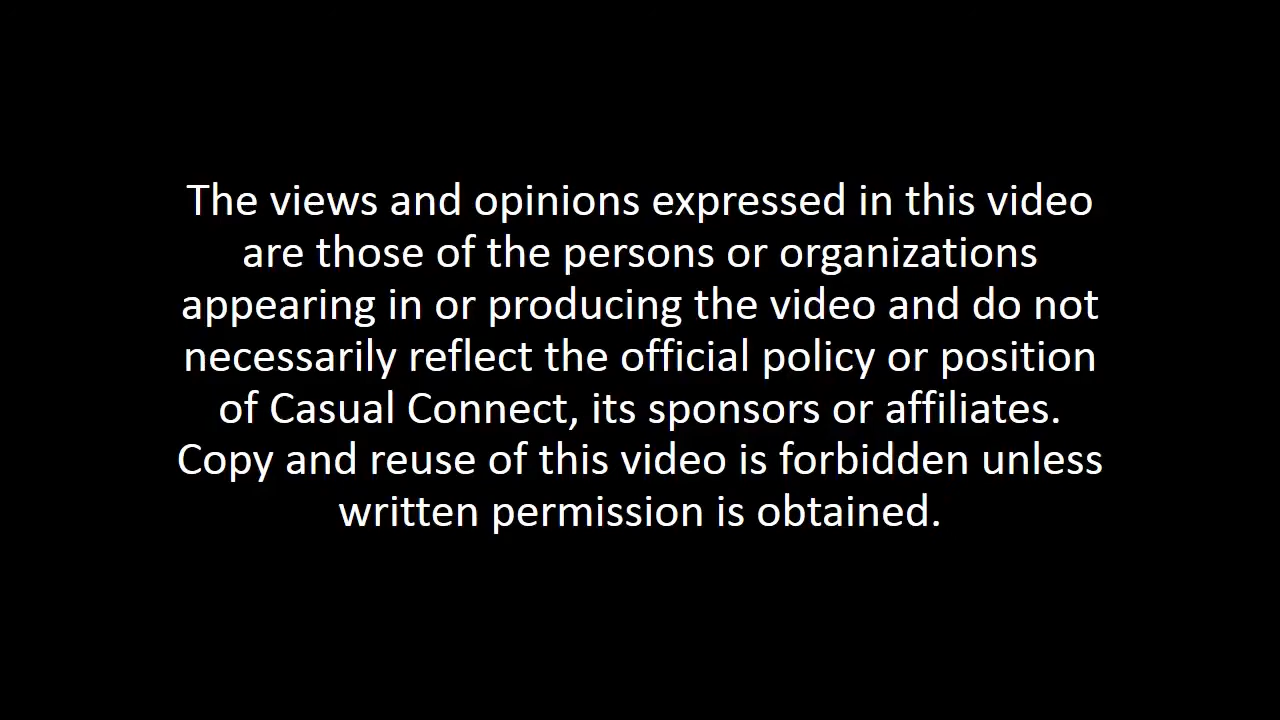 The views and opinions expressed in this video
are those of the persons or organizations
appearing in or producing the video and do not
necessarily reflect the official policy or position
of Casual Connect, its sponsors or affiliates.
Copy and reuse of this video is forbidden unless
written permission is obtained.